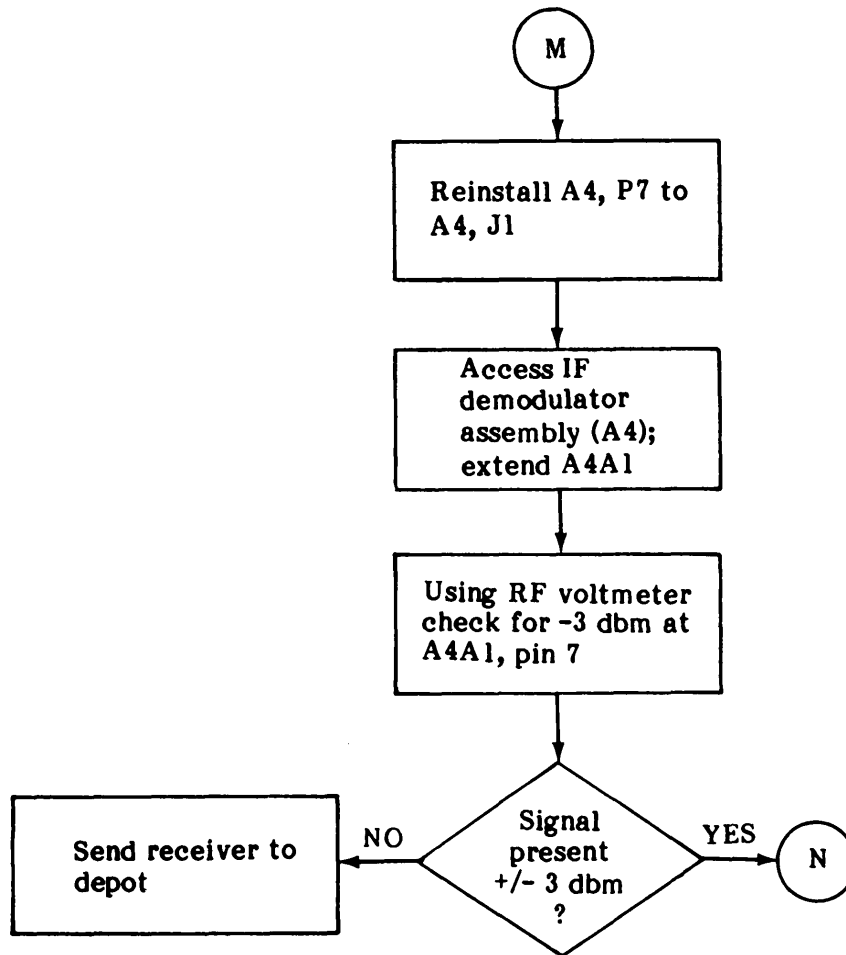 M
Reinstall A4, P7 to
A4, J1
Access IF
demodulator
assembly (A4);
extend A4A1
Using RF voltmeter
check for -3 dbm at
A4A1, pin 7
Signal
present
+/- 3 dbm
?
NO
YES
Send receiver to
depot
N